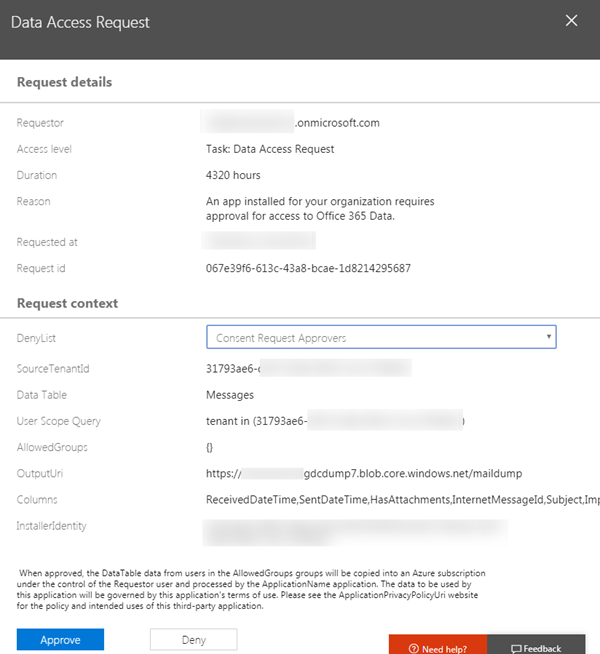 Data Access Request
Request details
Requestor .onmicrosoft.com
Access level Task: Data Access Request
Duration 4320 hours
Reason An app installed for your organization requires
approval for access to Office 365 Data.
Requested at
Request id 067e39f6-613c-43a8-bcae-1d8214295687
Request context
DenyList Consent Request Approvers
SourceTenantId 31793ae6-
Data Table Messages
User Scope Query tenant in (31793ae6- )
AllowedGroups {}
OutputUri https:// gdcdump7.blob.core.windows.net/maildump
Columns ReceivedDateTime,SentDateTime,HasAttachments,InternetMessageId,Subject,Imp
InstallerIdentity
When approved, the DataTable data from users in the AllowedGroups groups will be copied into an Azure subscription
under the control of the Requestor user and processed by the ApplicationName application. The data to be used by
this application will be governed by this application's terms of use. Please see the ApplicationPrivacyPolicyUri website
for the policy and intended uses of this third-party application.
Approve Deny
Need help? Feedback